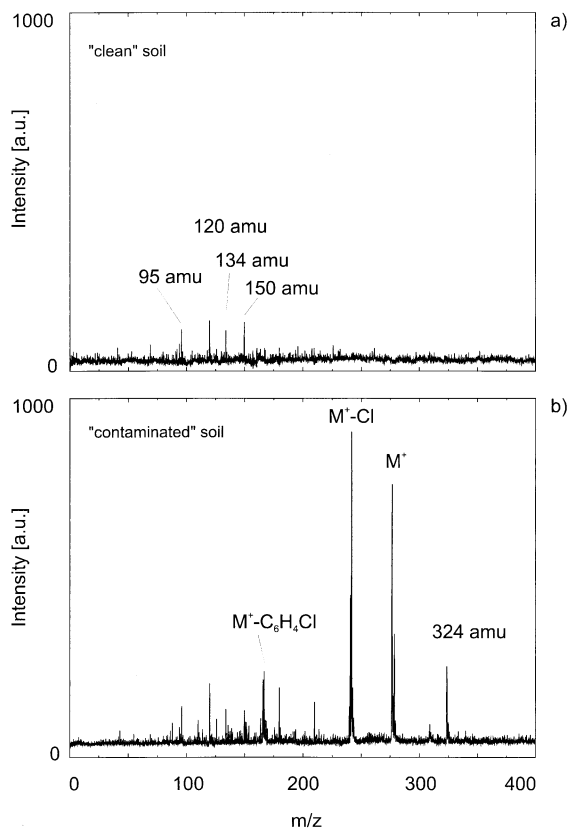 1000
a)
"clean" soil
Intensity [a.u.]
120 amu
134 amu
95 amu
150 amu
0
1000
b)
"contaminated" soil
M⁺-Cl
M⁺
Intensity [a.u.]
M⁺-C₆H₄Cl
324 amu
0
0 100 200 300 400
m/z